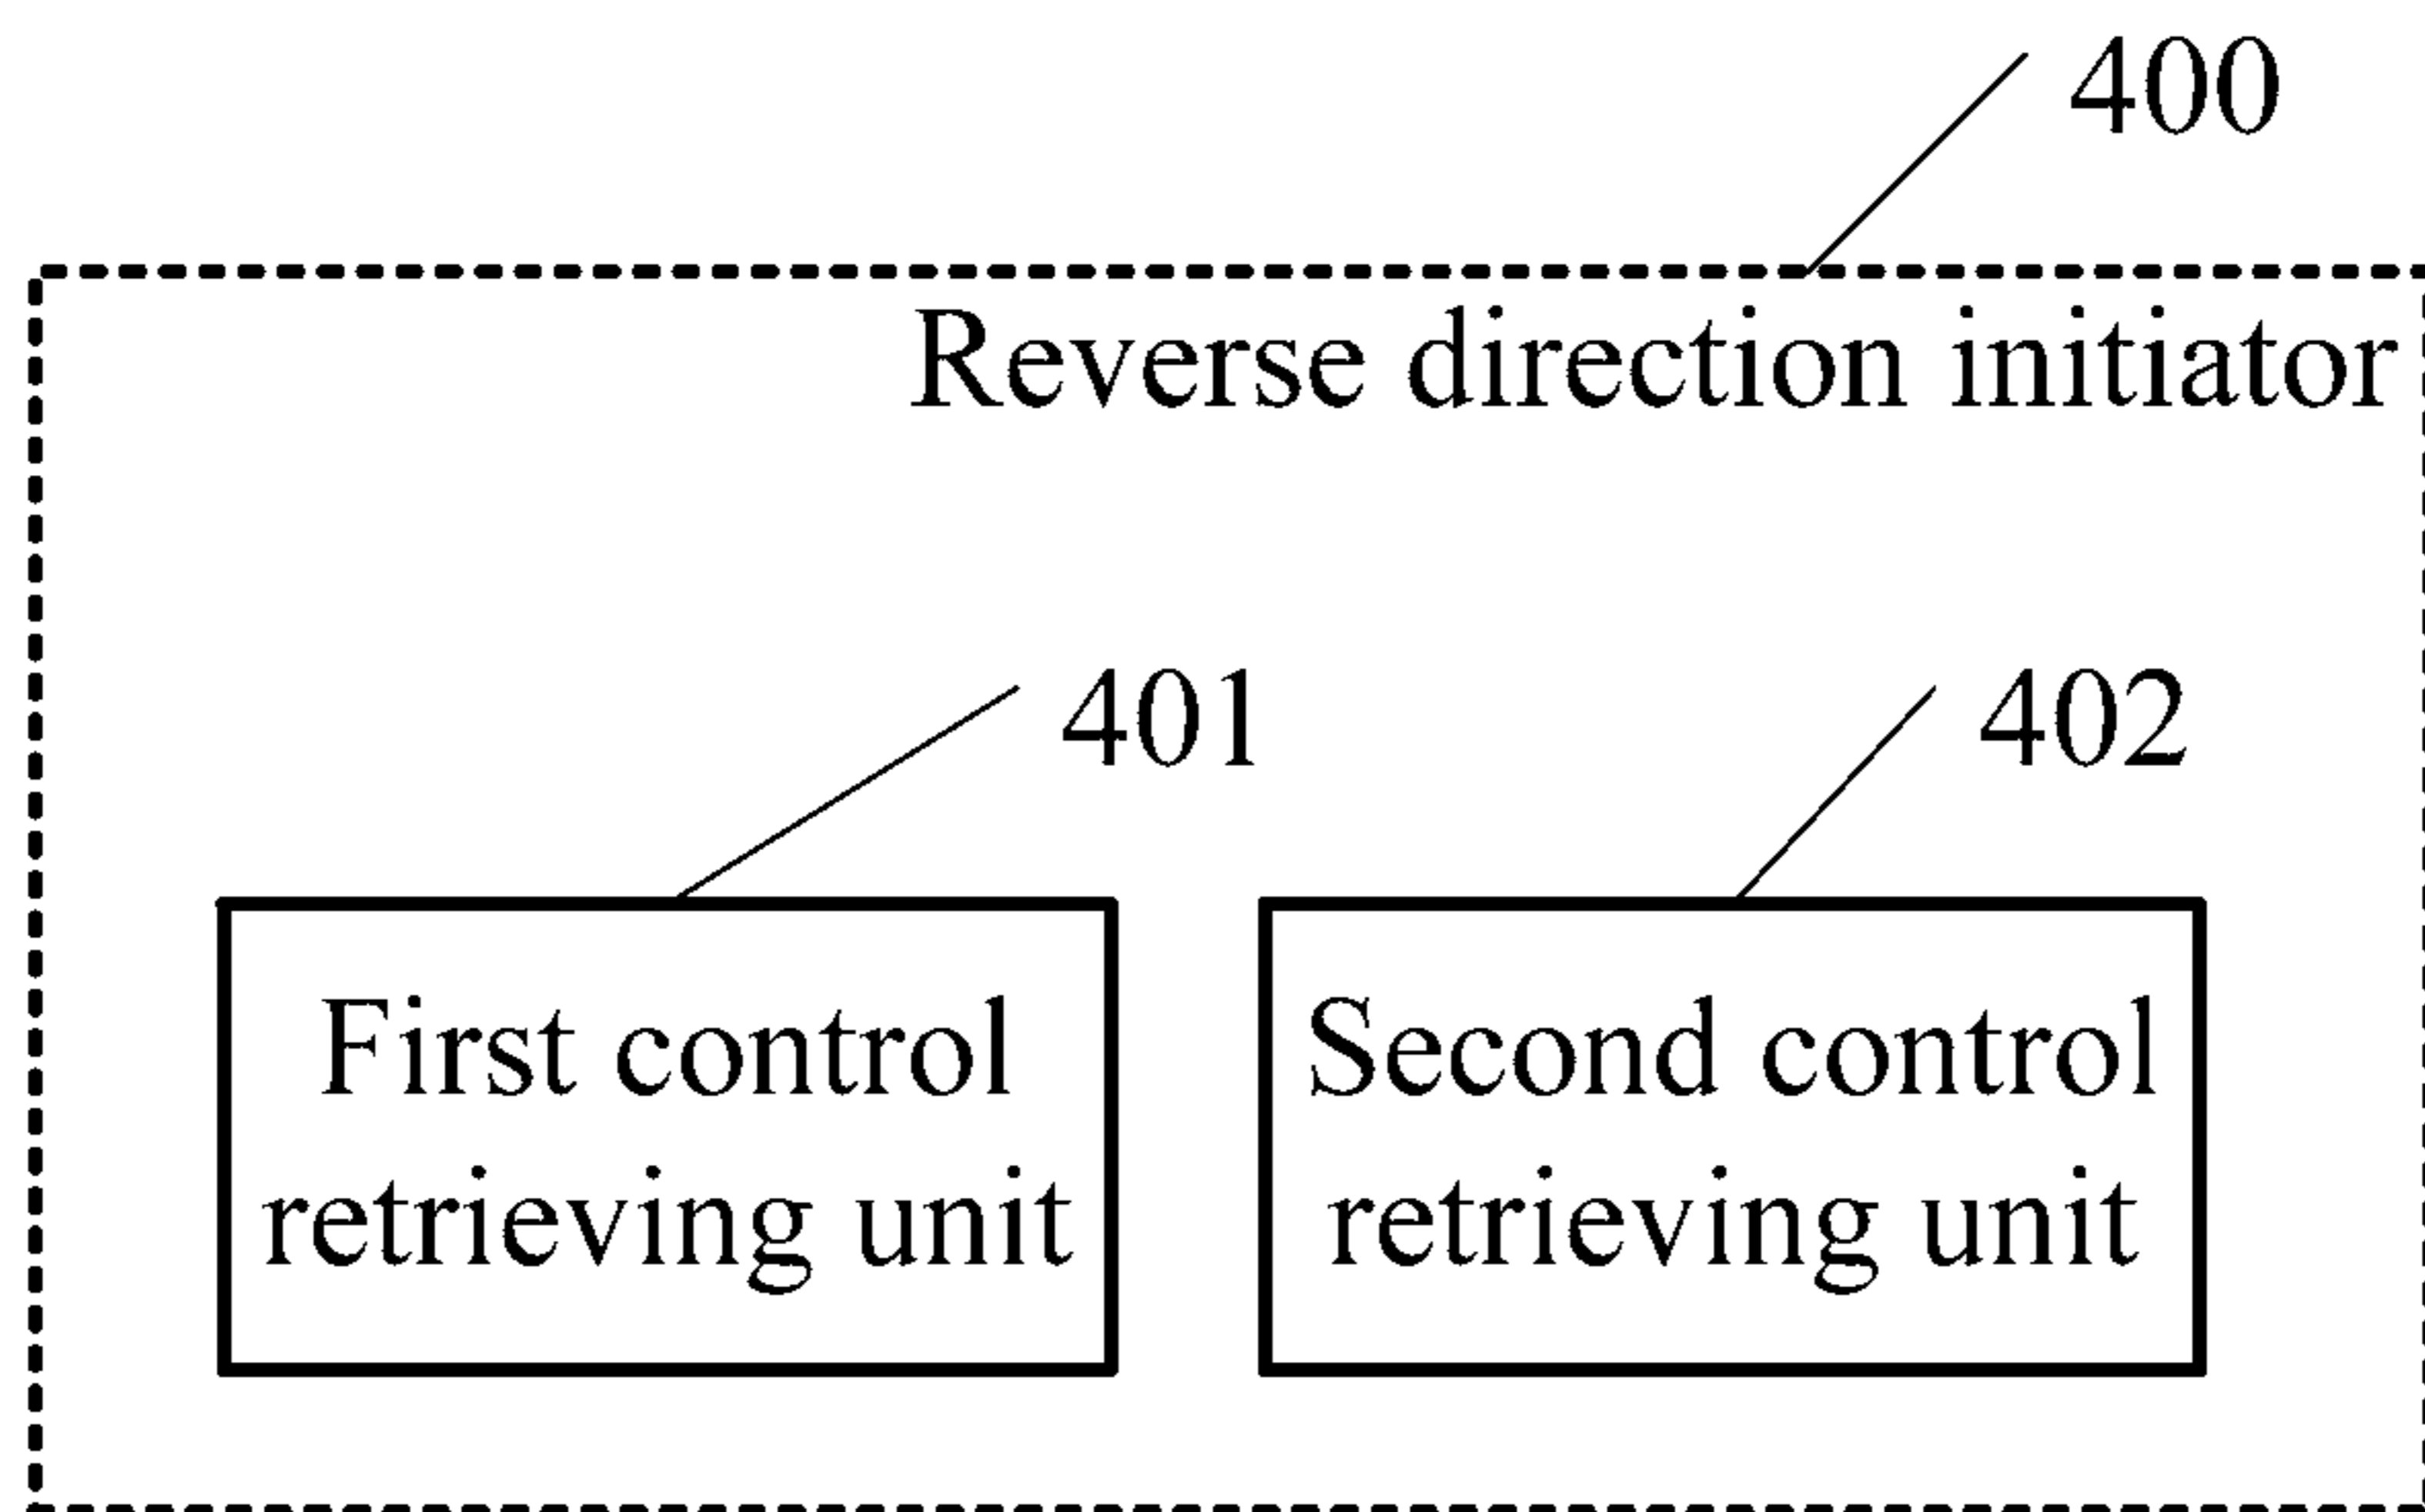 400
Reverse direction initiator
401
402
First control
retrieving unit
Second control
retrieving unit